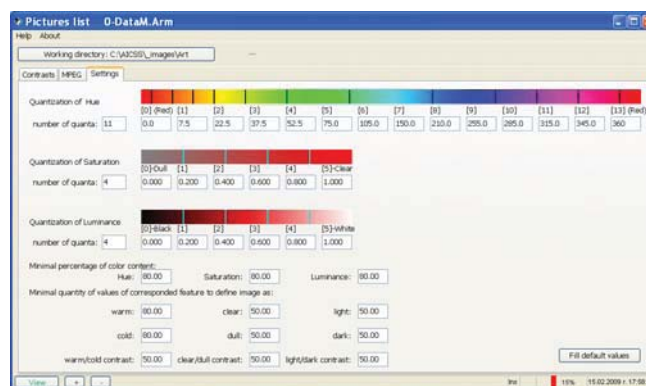 Pictures list 0-DataM.Arm
Help About
Working directory: C:\AICSS\_images\Art
Contrasts MPEG Settings
Quantization of Hue
[0] (Red) [1] [2] [3] [4] [5] [6] [7] [8] [9] [10] [11] [12] [13] (Red)
number of quanta: 11 0.0 7.5 22.5 37.5 52.5 75.0 105.0 150.0 210.0 255.0 285.0 315.0 345.0 360
Quantization of Saturation
[0]-Dull [1] [2] [3] [4] [5]-Clear
number of quanta: 4 0.000 0.200 0.400 0.600 0.800 1.000
Quantization of Luminance
[0]-Black [1] [2] [3] [4] [5]-White
number of quanta: 4 0.000 0.200 0.400 0.600 0.800 1.000
Minimal percentage of color content:
Hue: 80.00 Saturation: 80.00 Luminance: 80.00
Minimal quantity of values of corresponded feature to define image as:
warm: 80.00 clear: 50.00 light: 50.00
cold: 80.00 dull: 50.00 dark: 50.00
warm/cold contrast: 50.00 clear/dull contrast: 50.00 light/dark contrast: 50.00
Fill default values
View + - Ins 15% 15.02.2009 г. 17:58